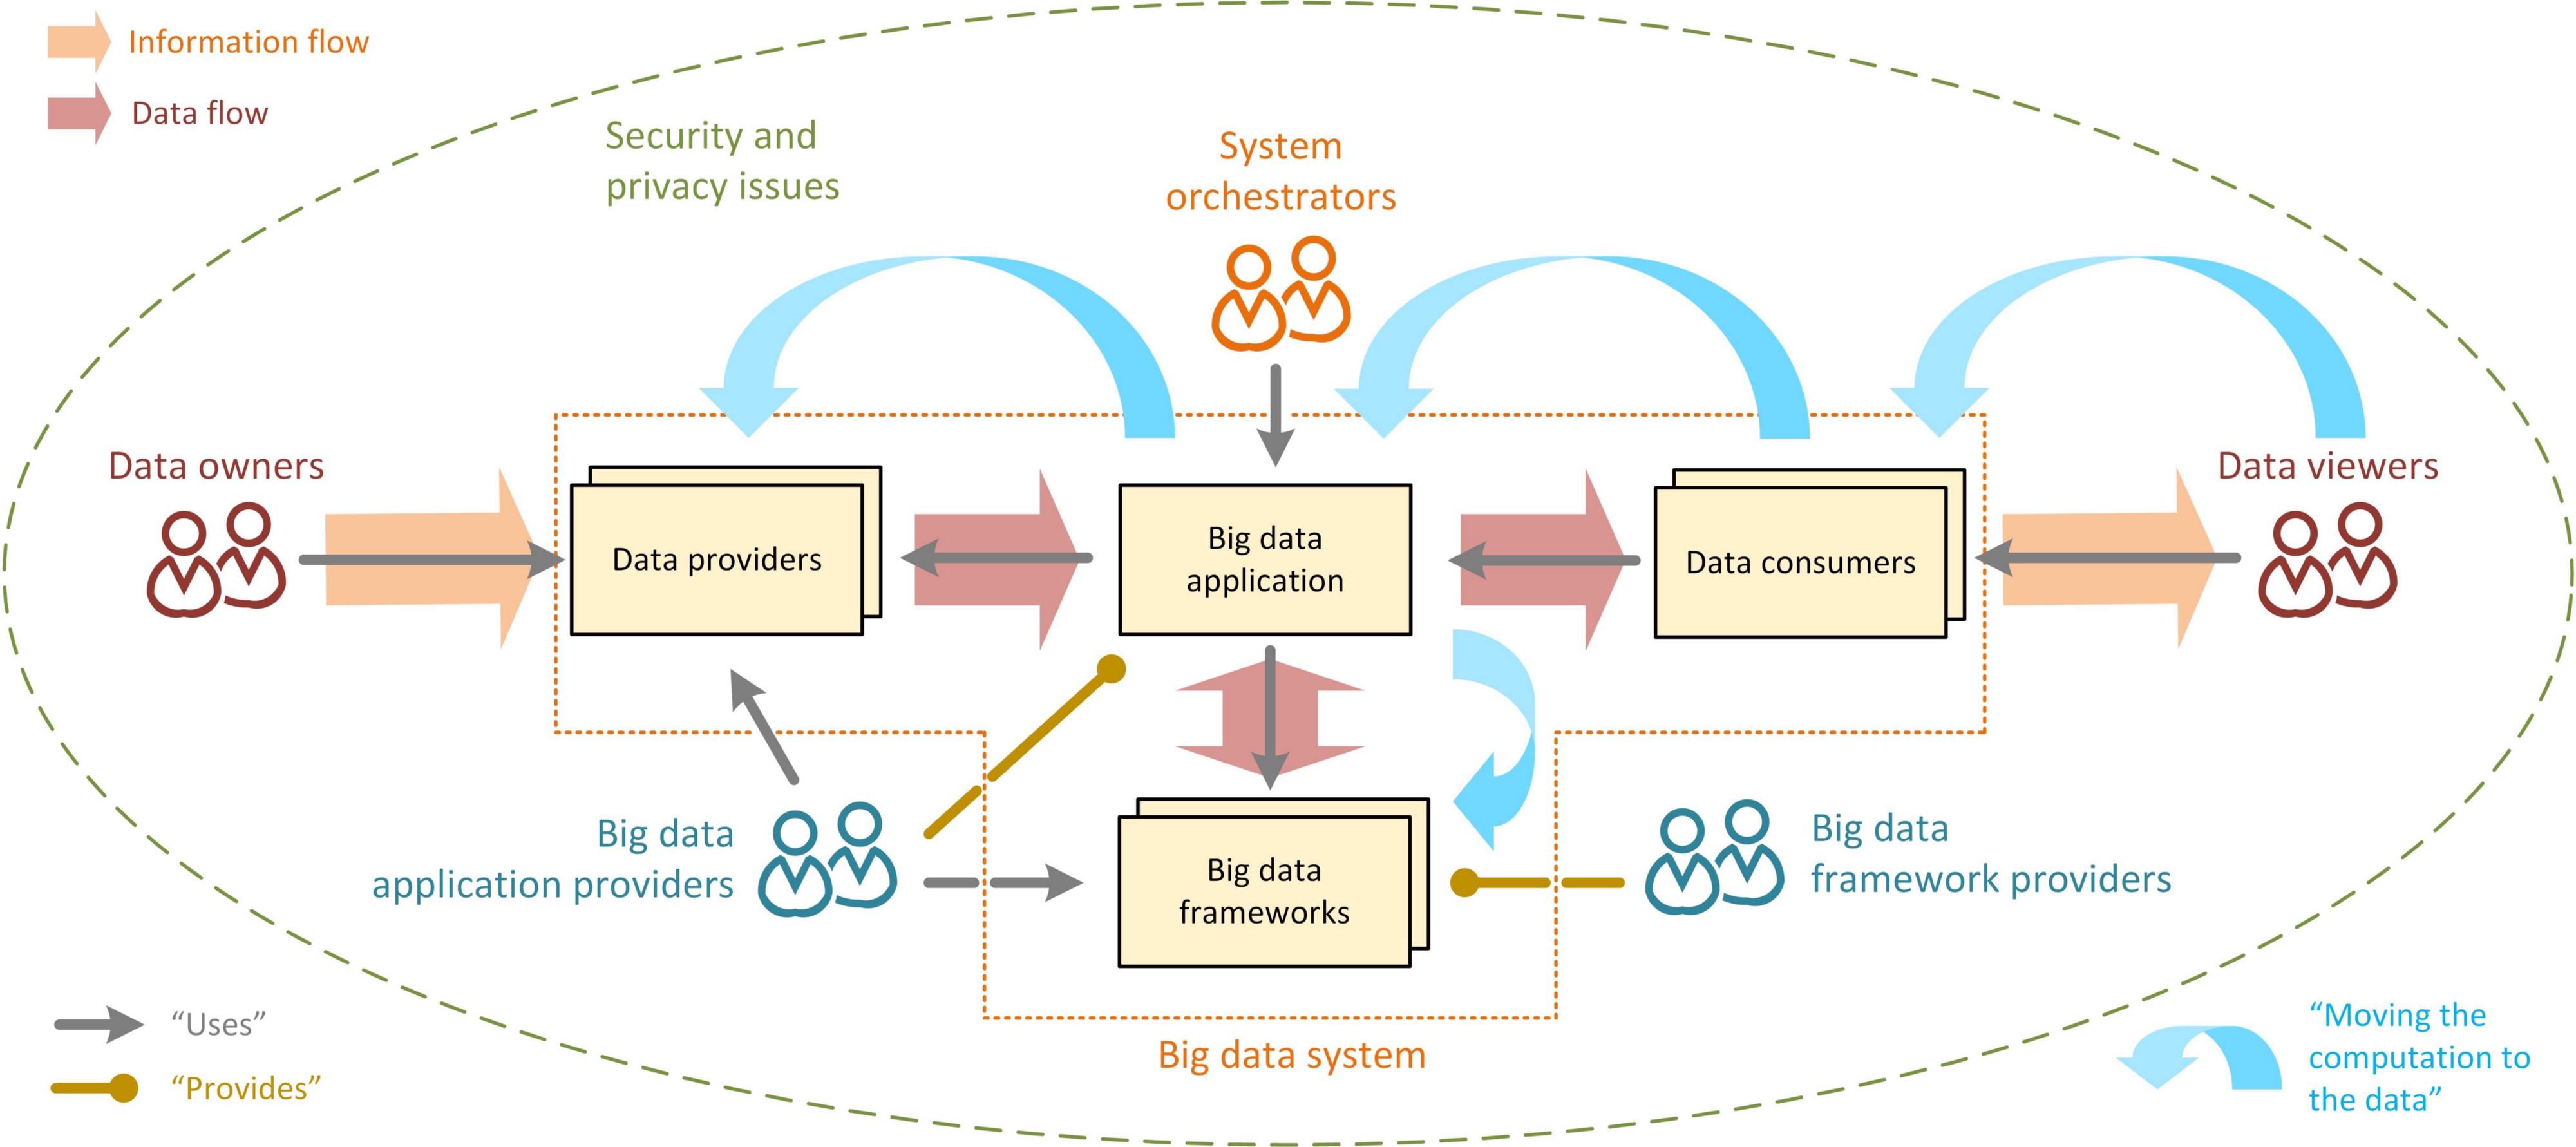 Information flow
Data flow
Security and
privacy issues
System
orchestrators
Data owners
Data viewers
Data providers
Big data
application
Data consumers
Big data
application providers
Big data
frameworks
Big data
framework providers
“Uses”
“Provides”
Big data system
“Moving the
computation to
the data”